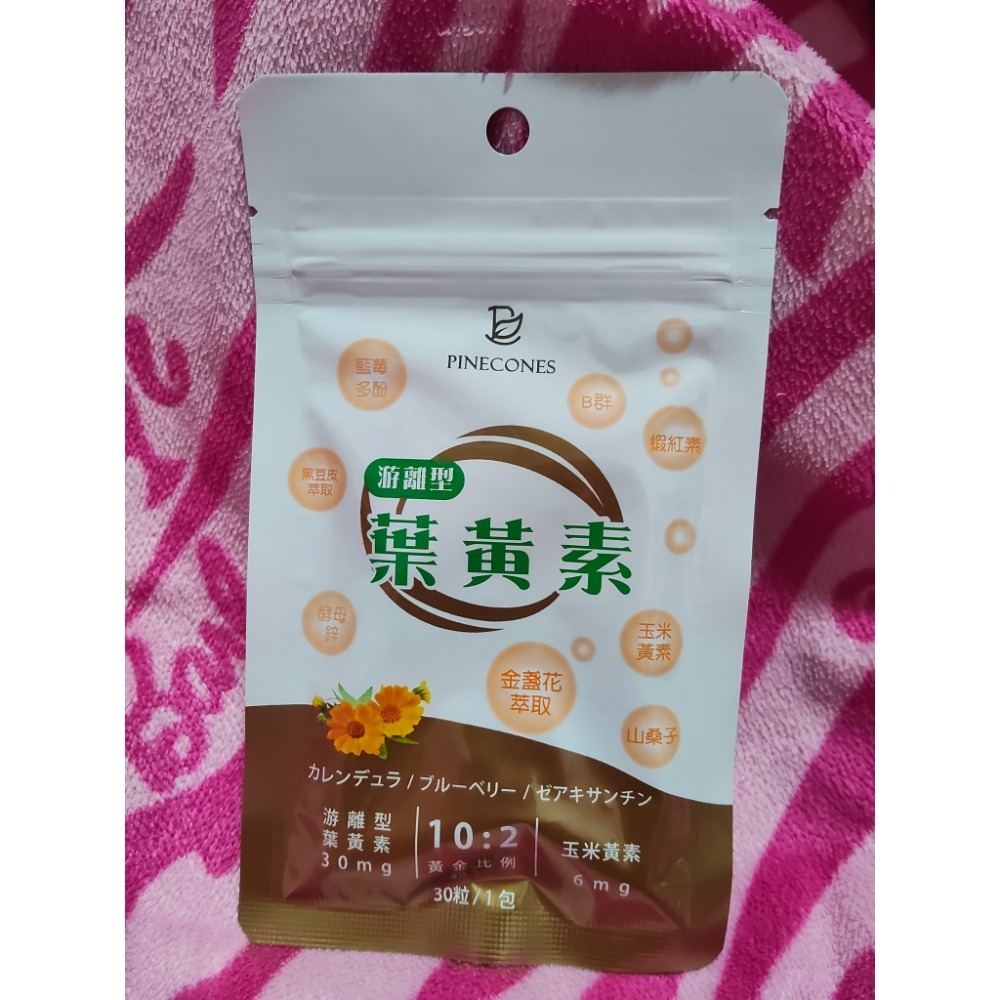 PINECONES
藍莓
多酚
B群
蝦紅素
黑豆皮
萃取
游離型
葉黃素
酵母
鋅
玉米
黃素
金盞花
萃取
山桑子
カレンデュラ / ブルーベリー / ゼアキサンチン
游離型
葉黃素
30mg
10:2
黃金比例
玉米黃素
6mg
30粒/1包